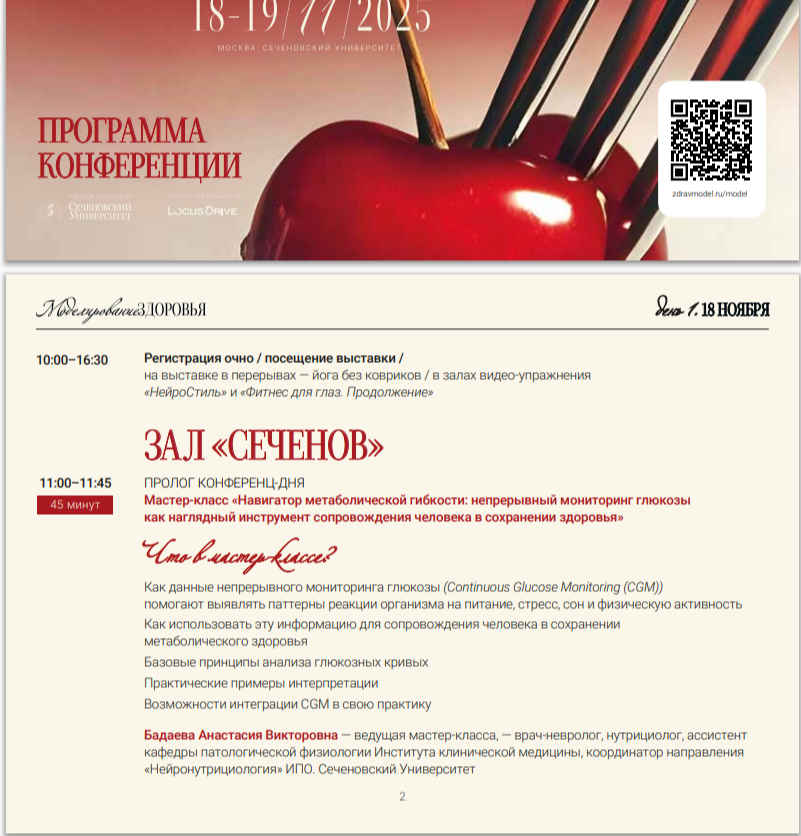 18-19/11/2025
МОСКВА СЕЧЕНОВСКИЙ УНИВЕРСИТЕТ
ПРОГРАММА
КОНФЕРЕНЦИИ
СЕЧЕНОВСКИЙ
УНИВЕРСИТЕТ
LOCUS DRIVE
zdravmodel.ru/model
МоделированиеЗДОРОВЬЯ
день 1. 18 НОЯБРЯ
10:00–16:30
Регистрация очно / посещение выставки /
на выставке в перерывах — йога без ковриков / в залах видео-упражнения
«НейроСтиль» и «Фитнес для глаз. Продолжение»
ЗАЛ «СЕЧЕНОВ»
11:00–11:45
45 минут
ПРОЛОГ КОНФЕРЕНЦ-ДНЯ
Мастер-класс «Навигатор метаболической гибкости: непрерывный мониторинг глюкозы
как наглядный инструмент сопровождения человека в сохранении здоровья»
Что в мастер-классе?
Как данные непрерывного мониторинга глюкозы (Continuous Glucose Monitoring (CGM))
помогают выявлять паттерны реакции организма на питание, стресс, сон и физическую активность
Как использовать эту информацию для сопровождения человека в сохранении
метаболического здоровья
Базовые принципы анализа глюкозных кривых
Практические примеры интерпретации
Возможности интеграции CGM в свою практику
Бадаева Анастасия Викторовна — ведущая мастер-класса, — врач-невролог, нутрициолог, ассистент
кафедры патологической физиологии Института клинической медицины, координатор направления
«Нейронутрициология» ИПО. Сеченовский Университет
2